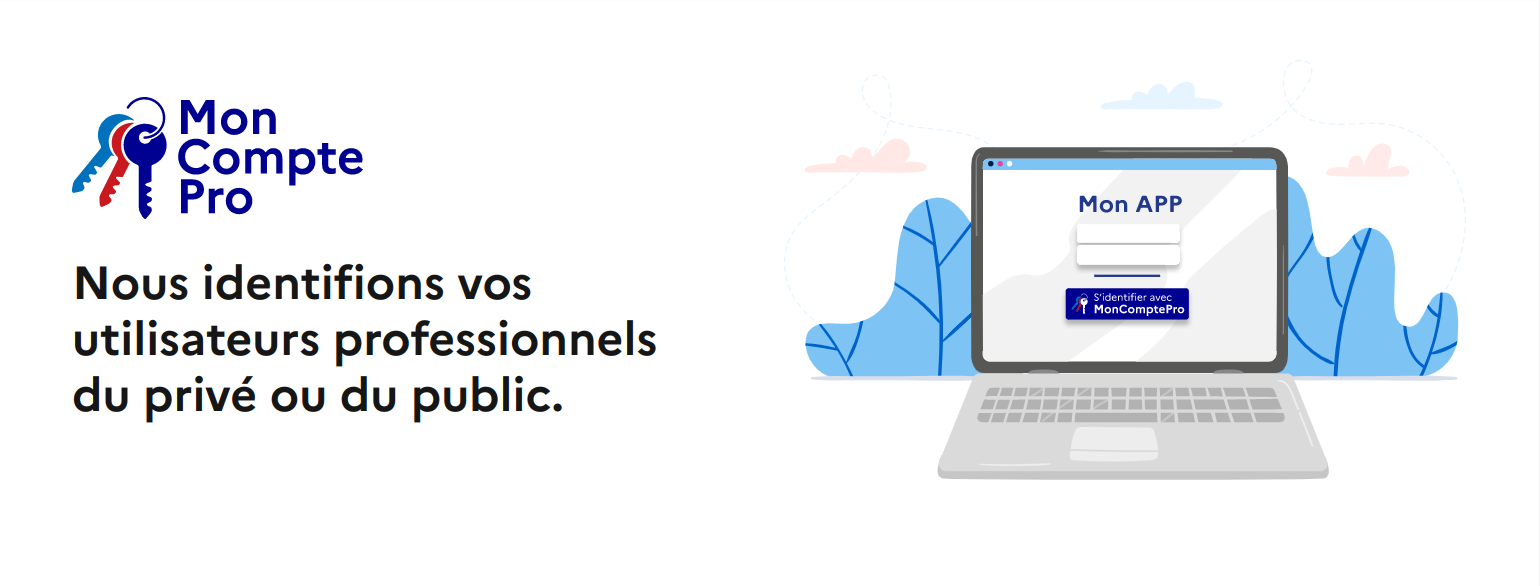 Mon
Compte
Pro
Nous identifions vos
utilisateurs professionnels
du privé ou du public.
Mon APP
S'identifier avec
MonComptePro